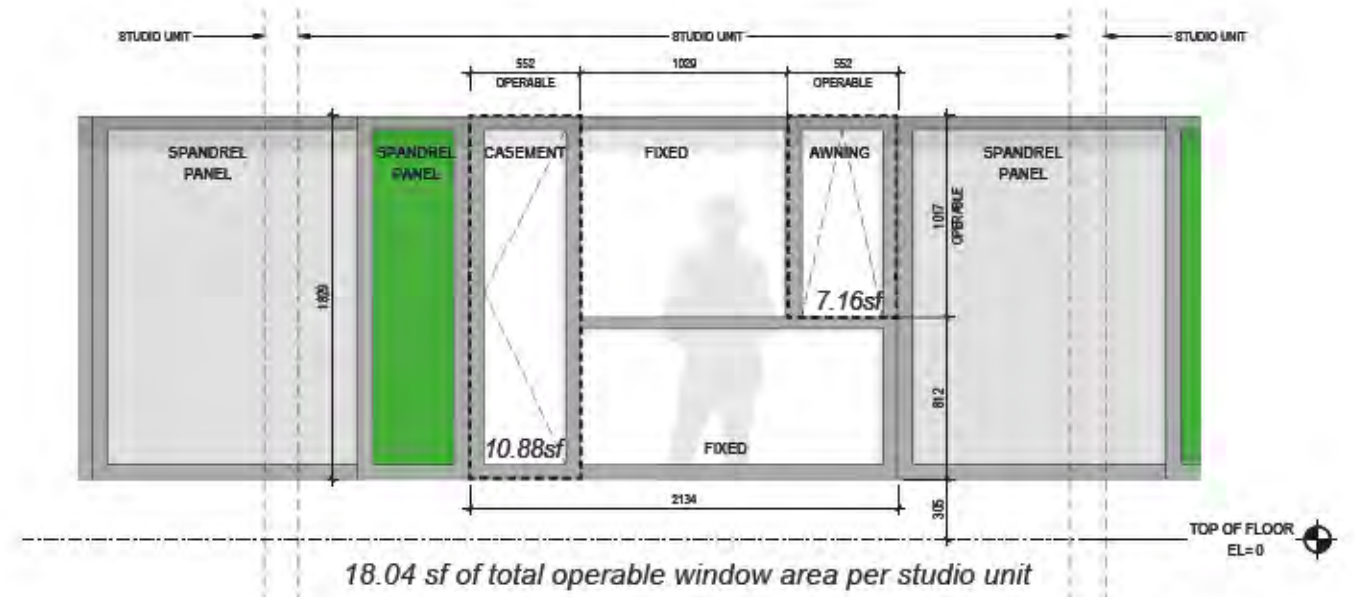 STUDIO UNIT
STUDIO UNIT
STUDIO UNIT
552
1029
552
OPERABLE
OPERABLE
SPANDREL
PANEL
SPANDREL
PANEL
CASEMENT
FIXED
AWNING
SPANDREL
PANEL
1017
OPERABLE
1829
7.16sf
812
10.88sf
FIXED
2134
305
TOP OF FLOOR
EL= 0
18.04 sf of total operable window area per studio unit